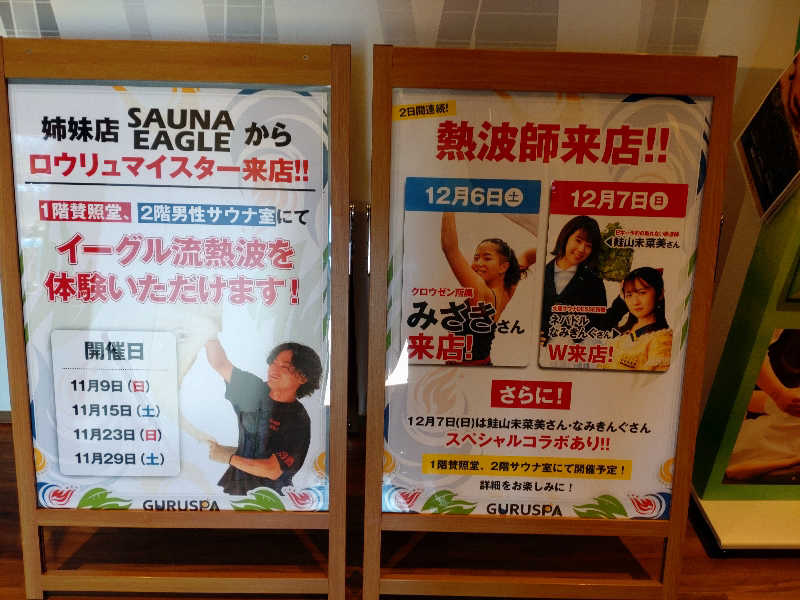 姉妹店 SAUNA EAGLE から
ロウリュマイスター来店!!
1階賛照堂、2階男性サウナ室にて
イーグル流熱波を
体験いただけます!
開催日
11月9日(日)
11月15日(土)
11月23日(日)
11月29日(土)
GURUSPA
2日間連続!
熱波師来店!!
12月6日(土)
クロウゼン所属
みざきさん
来店!
12月7日(日)
鮭山未菜美さん
ネバドル
なみきんぐさん
W来店!
さらに!
12月7日(日)は鮭山未菜美さん・なみきんぐさん
スペシャルコラボあり!!
1階賛照堂、2階サウナ室にて開催予定!
詳細をお楽しみに!
GURUSPA